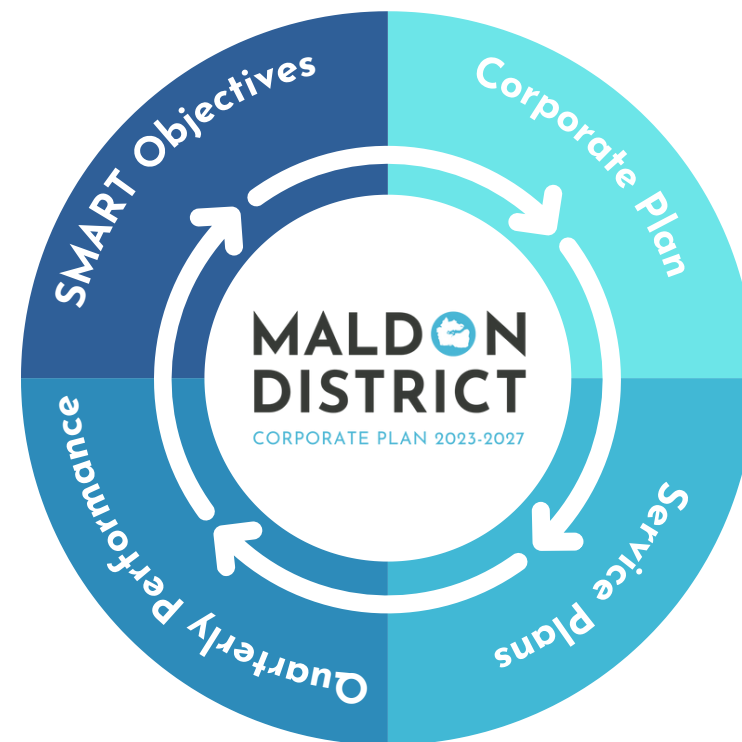 SMART Objectives
Corporate Plan
MALDON
DISTRICT
CORPORATE PLAN 2023-2027
Service Plans
Quarterly Performance